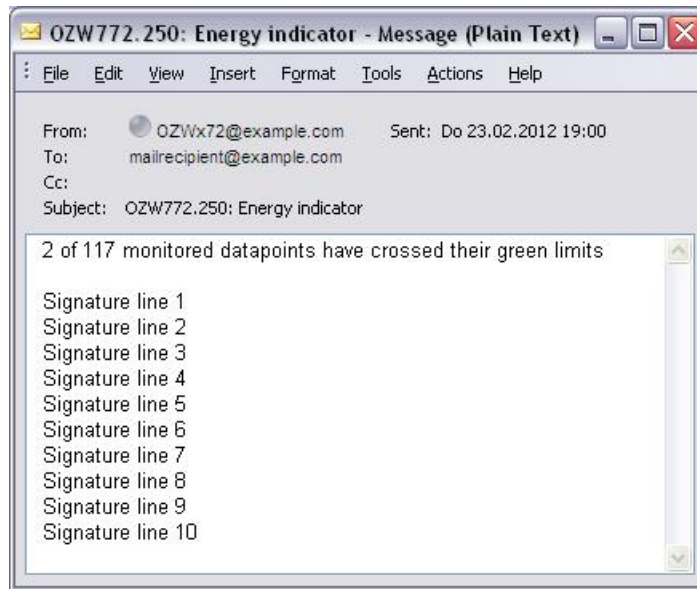 OZW772.250: Energy indicator - Message (Plain Text)
File Edit View Insert Format Tools Actions Help
From: OZWx72@example.com Sent: Do 23.02.2012 19:00
To: mailrecipient@example.com
Cc:
Subject: OZW772.250: Energy indicator
2 of 117 monitored datapoints have crossed their green limits
Signature line 1
Signature line 2
Signature line 3
Signature line 4
Signature line 5
Signature line 6
Signature line 7
Signature line 8
Signature line 9
Signature line 10